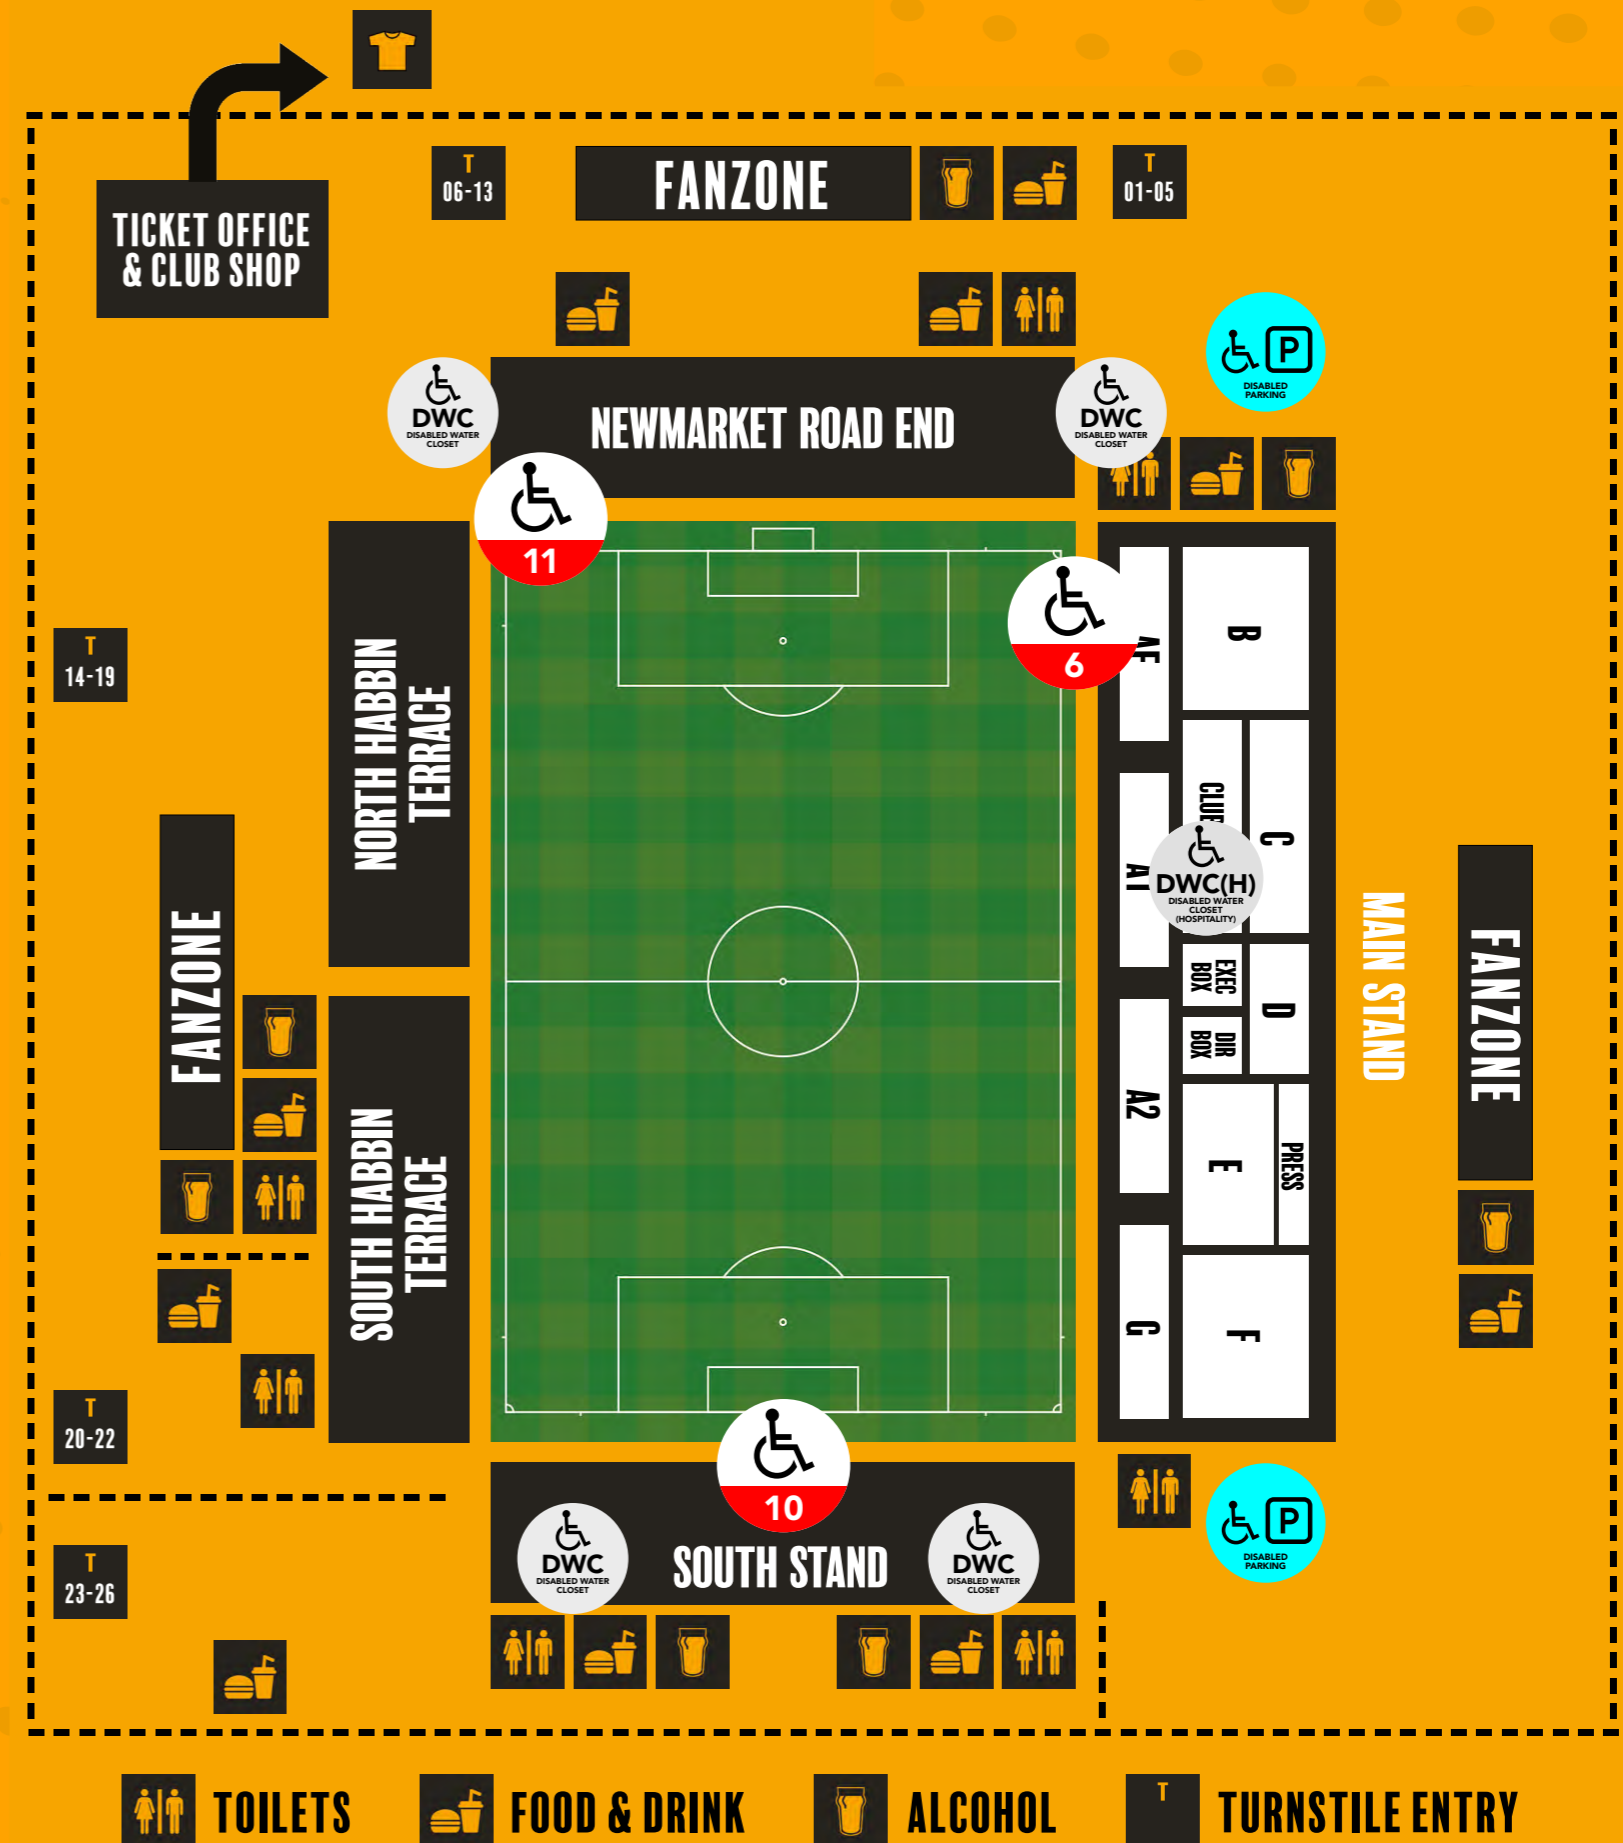 T
06-13
FANZONE
T
01-05
TICKET OFFICE
& CLUB SHOP
P
DISABLED
PARKING
DWC
DISABLED WATER
CLOSET
NEWMARKET ROAD END
DWC
DISABLED WATER
CLOSET
11
6
B
T
14-19
NORTH HABBIN
TERRACE
C
DWC(H)
DISABLED WATER
CLOSET
(HOSPITALITY)
FANZONE
EXEC
BOX
D
MAIN STAND
FANZONE
DIR
BOX
A2
SOUTH HABBIN
TERRACE
E
PRESS
G
F
T
20-22
10
P
DISABLED
PARKING
T
23-26
DWC
DISABLED WATER
CLOSET
SOUTH STAND
DWC
DISABLED WATER
CLOSET
TOILETS
FOOD & DRINK
ALCOHOL
T
TURNSTILE ENTRY